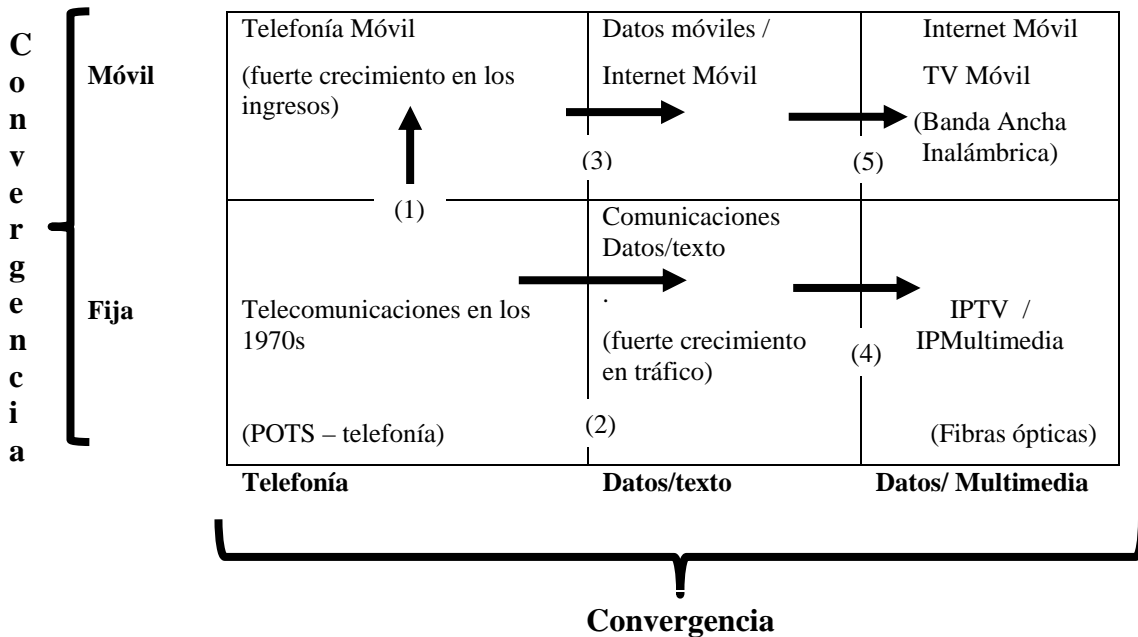 Convergencia
Móvil
Telefonía Móvil
(fuerte crecimiento en los
ingresos)
(1)
Datos móviles /
Internet Móvil
(3)
Internet Móvil
TV Móvil
(Banda Ancha
Inalámbrica)
(5)
Fija
Telecomunicaciones en los
1970s
(POTS – telefonía)
(2)
Comunicaciones
Datos/texto
.
(fuerte crecimiento
en tráfico)
(4)
IPTV /
IPMultimedia
(Fibras ópticas)
Telefonía
Datos/texto
Datos/ Multimedia
Convergencia